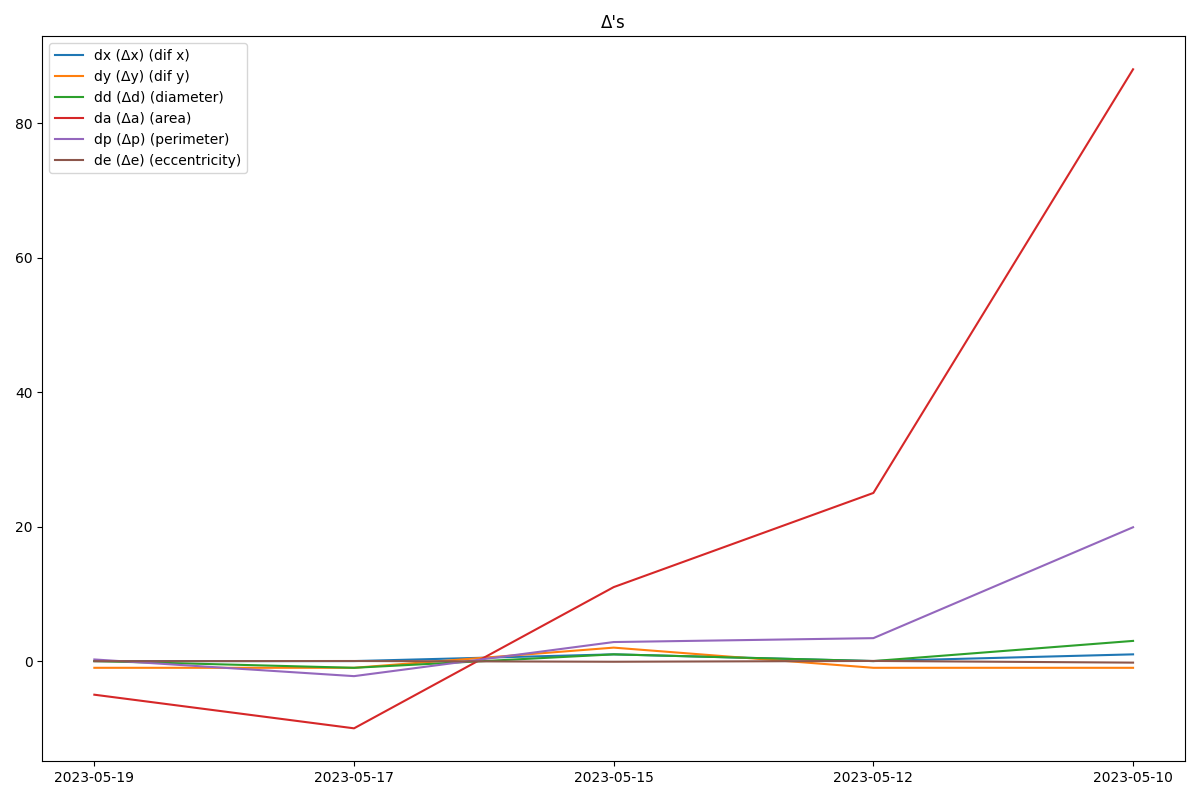 Δ's
dx (Δx) (dif x)
dy (Δy) (dif y)
dd (Δd) (diameter)
da (Δa) (area)
dp (Δp) (perimeter)
de (Δe) (eccentricity)
80
60
40
20
0
2023-05-19 2023-05-17 2023-05-15 2023-05-12 2023-05-10